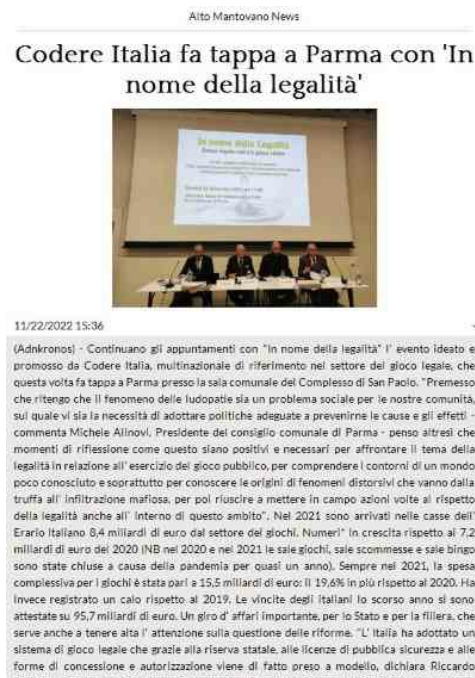 Alto Mantovano News
Codere Italia fa tappa a Parma con 'In
nome della legalità'
In nome della Legalità
11/22/2022 15:36
(Adnkronos) - Continuano gli appuntamenti con "In nome della legalità" l' evento ideato e
promosso da Codere Italia, multinazionale di riferimento nel settore del gioco legale, che
questa volta fa tappa a Parma presso la sala comunale del Complesso di San Paolo. "Premesso
che ritengo che il fenomeno delle ludopatie sia un problema sociale per le nostre comunità,
sul quale vi sia la necessità di adottare politiche adeguate a prevenirne le cause e gli effetti -
commenta Michele Alinovi, Presidente del consiglio comunale di Parma - penso altresì che
momenti di riflessione come questo siano positivi e necessari per affrontare il tema della
legalità in relazione all' esercizio del gioco pubblico, per comprendere i contorni di un mondo
poco conosciuto e soprattutto per conoscere le origini di fenomeni distorsivi che vanno dalla
truffa all' infiltrazione mafiosa, per poi riuscire a mettere in campo azioni volte al rispetto
della legalità anche all' interno di questo ambito". Nel 2021 sono arrivati nelle casse dell'
Erario Italiano 8,4 miliardi di euro dal settore dei giochi. Numeri" in crescita rispetto ai 7,2
miliardi di euro del 2020 (NB nel 2020 e nel 2021 le sale giochi, sale scommesse e sale bingo
sono state chiuse a causa della pandemia per quasi un anno). Sempre nel 2021, la spesa
complessiva per i giochi è stata pari a 15,5 miliardi di euro: il 19,6% in più rispetto al 2020. Ha
invece registrato un calo rispetto al 2019. Le vincite degli italiani lo scorso anno si sono
attestate su 95,7 miliardi di euro. Un giro d' affari importante, per lo Stato e per la filiera, che
serve anche a tenere alta l' attenzione sulla questione delle riforme. "L' Italia ha adottato un
sistema di gioco legale che grazie alla riserva statale, alle licenze di pubblica sicurezza e alle
forme di concessione e autorizzazione viene di fatto preso a modello, dichiara Riccardo